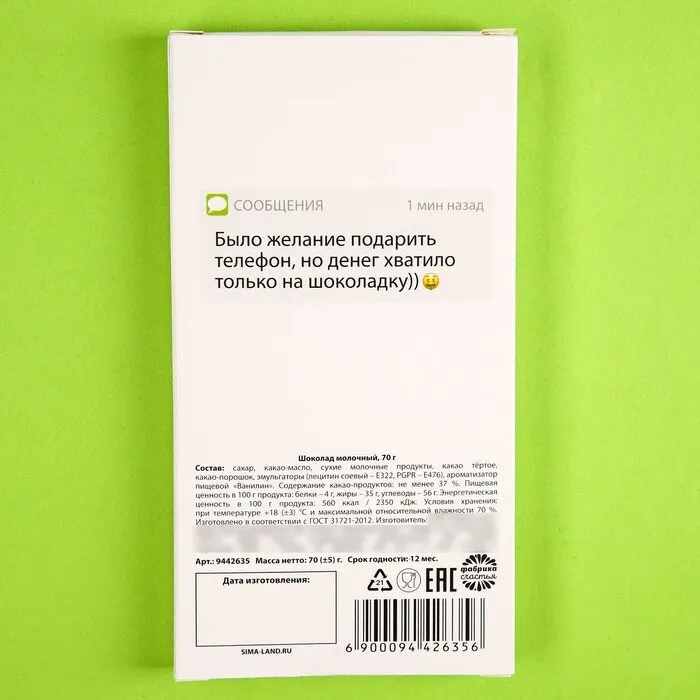 СООБЩЕНИЯ 1 мин назад
Было желание подарить
телефон, но денег хватило
только на шоколадку)) 🤑
Шоколад молочный, 70 г
Состав: сахар, какао-масло, сухие молочные продукты, какао тёртое,
какао-порошок, эмульгаторы (лецитин соевый – Е322, PGPR – Е476), ароматизатор
пищевой «Ванилин». Содержание какао-продуктов: не менее 37 %. Пищевая
ценность в 100 г продукта: белки – 4 г, жиры – 35 г, углеводы – 56 г. Энергетическая
ценность в 100 г продукта: 560 ккал / 2350 кДж. Условия хранения:
при температуре +18 (±3) °С и максимальной относительной влажности 70 %.
Изготовлено в соответствии с ГОСТ 31721-2012. Изготовитель:
Арт.: 9442635 Масса нетто: 70 (±5) г. Срок годности: 12 мес.
Дата изготовления:
21
EAC
фабрика
счастья
SIMA-LAND.RU
6 900094 426356